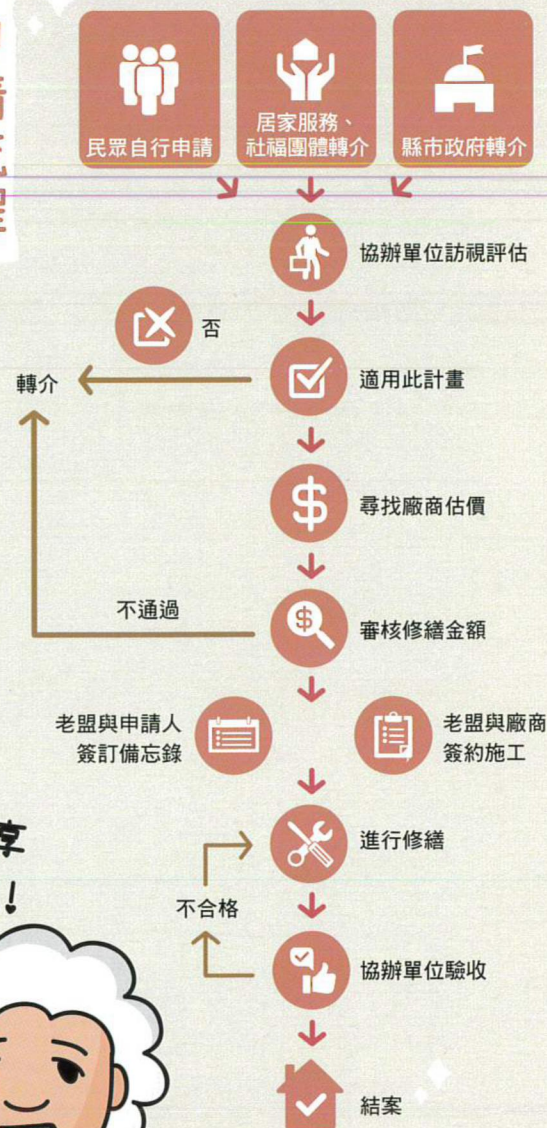 民眾自行申請
居家服務、
社福團體轉介
縣市政府轉介
協辦單位訪視評估
否
轉介
適用此計畫
尋找廠商估價
不通過
審核修繕金額
老盟與申請人
簽訂備忘錄
老盟與廠商
簽約施工
進行修繕
不合格
協辦單位驗收
結案
享
！